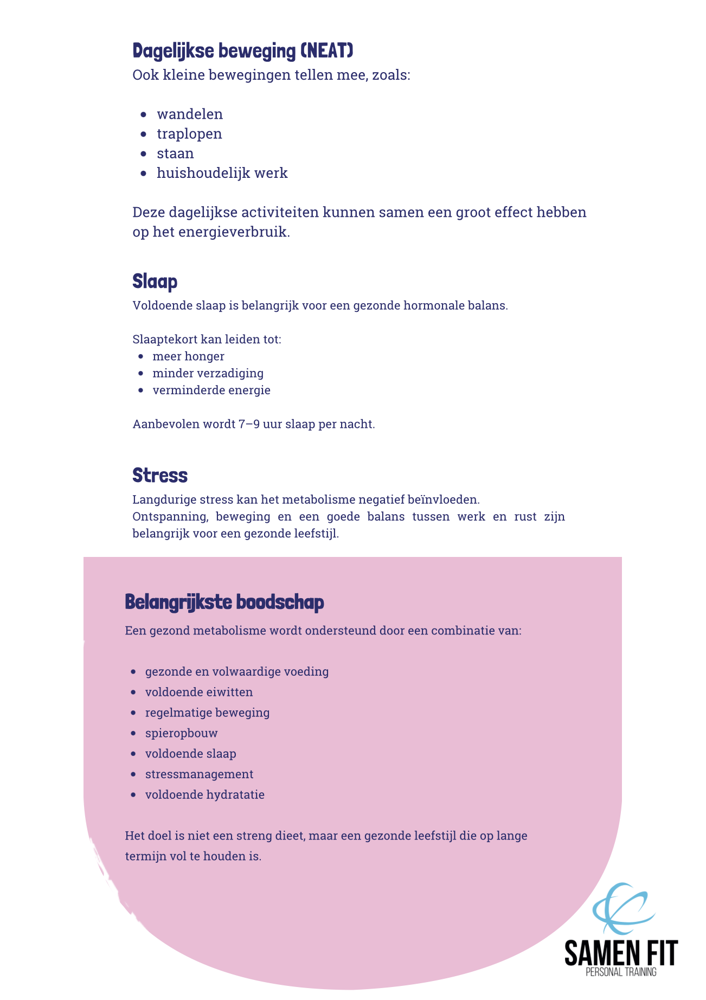 Dagelijkse beweging (NEAT)
Ook kleine bewegingen tellen mee, zoals:
• wandelen
• traplopen
• staan
• huishoudelijk werk
Deze dagelijkse activiteiten kunnen samen een groot effect hebben
op het energieverbruik.
Slaap
Voldoende slaap is belangrijk voor een gezonde hormonale balans.
Slaaptekort kan leiden tot:
• meer honger
• minder verzadiging
• verminderde energie
Aanbevolen wordt 7–9 uur slaap per nacht.
Stress
Langdurige stress kan het metabolisme negatief beïnvloeden.
Ontspanning, beweging en een goede balans tussen werk en rust zijn
belangrijk voor een gezonde leefstijl.
Belangrijkste boodschap
Een gezond metabolisme wordt ondersteund door een combinatie van:
• gezonde en volwaardige voeding
• voldoende eiwitten
• regelmatige beweging
• spieropbouw
• voldoende slaap
• stressmanagement
• voldoende hydratatie
Het doel is niet een streng dieet, maar een gezonde leefstijl die op lange
termijn vol te houden is.
SAMEN FIT
PERSONAL TRAINING